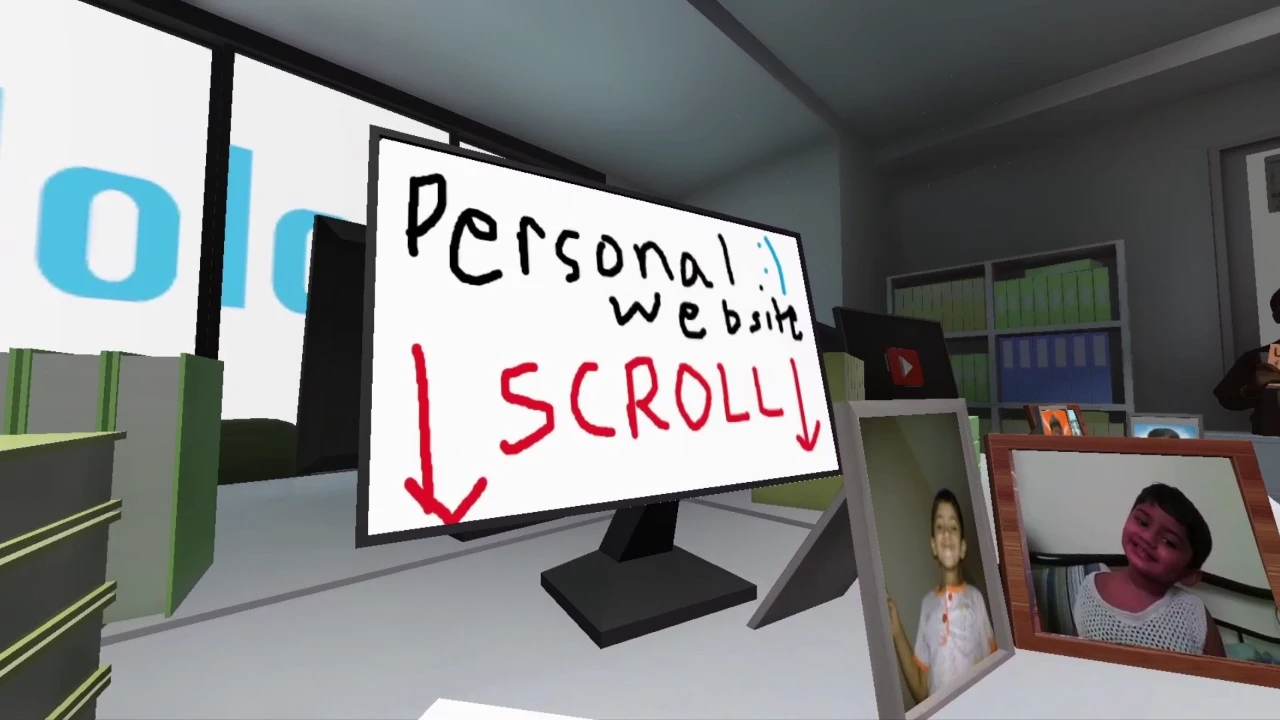 Personal :)
website
↓ SCROLL ↓